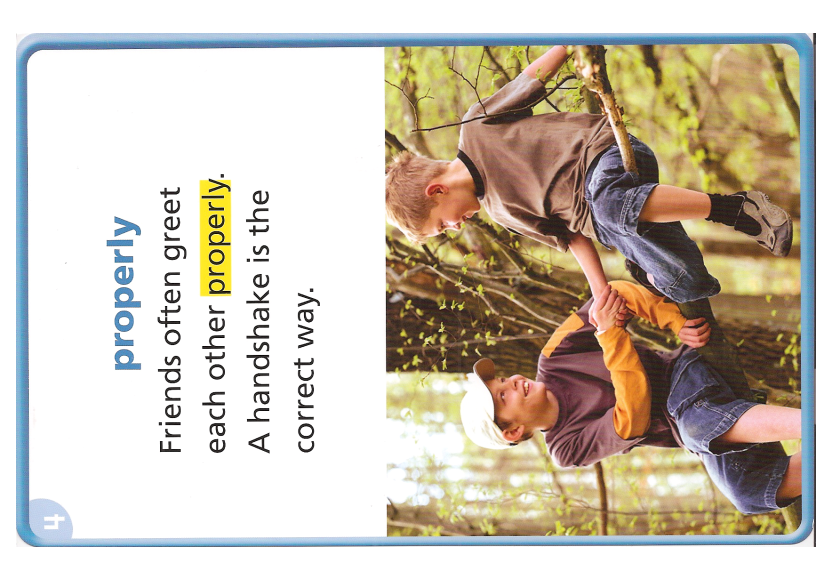 4
properly
Friends often greet
each other properly.
A handshake is the
correct way.